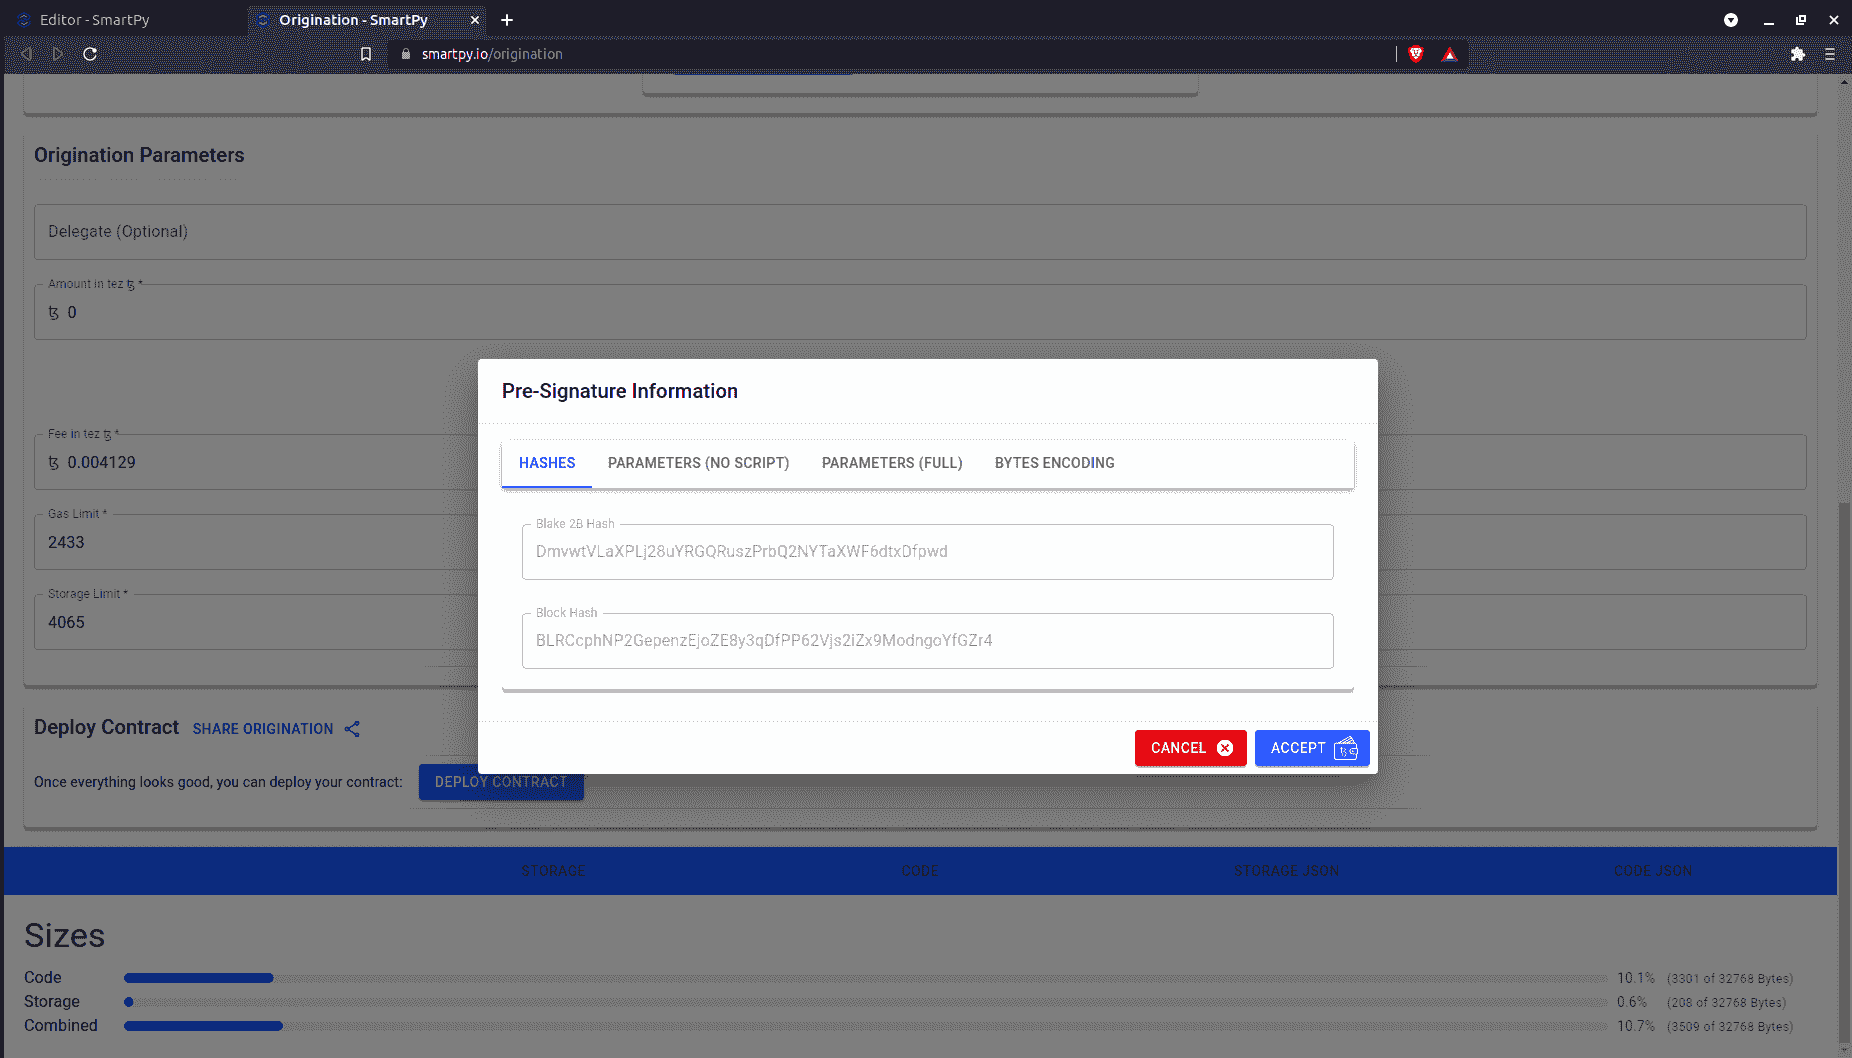 Editor - SmartPy
Origination - SmartPy
smartpy.io/origination
Origination Parameters
Delegate (Optional)
Amount in tez ꜩ *
ꜩ 0
Fee in tez ꜩ *
ꜩ 0.004129
Gas Limit *
2433
Storage Limit *
4065
Pre-Signature Information
HASHES
PARAMETERS (NO SCRIPT)
PARAMETERS (FULL)
BYTES ENCODING
Blake 2B Hash
DmvwtVLaXPLj28uYRGQRuszPrbQ2NYTaXWF6dtxDfpwd
Block Hash
BLRCcphNP2GepenzEjoZE8y3qDfPP62Vjs2iZx9ModngoYfGZr4
CANCEL
ACCEPT
Deploy Contract
SHARE ORIGINATION
Once everything looks good, you can deploy your contract:
DEPLOY CONTRACT
STORAGE
CODE
STORAGE JSON
CODE JSON
Sizes
Code 10.1% (3301 of 32768 Bytes)
Storage 0.6% (208 of 32768 Bytes)
Combined 10.7% (3509 of 32768 Bytes)